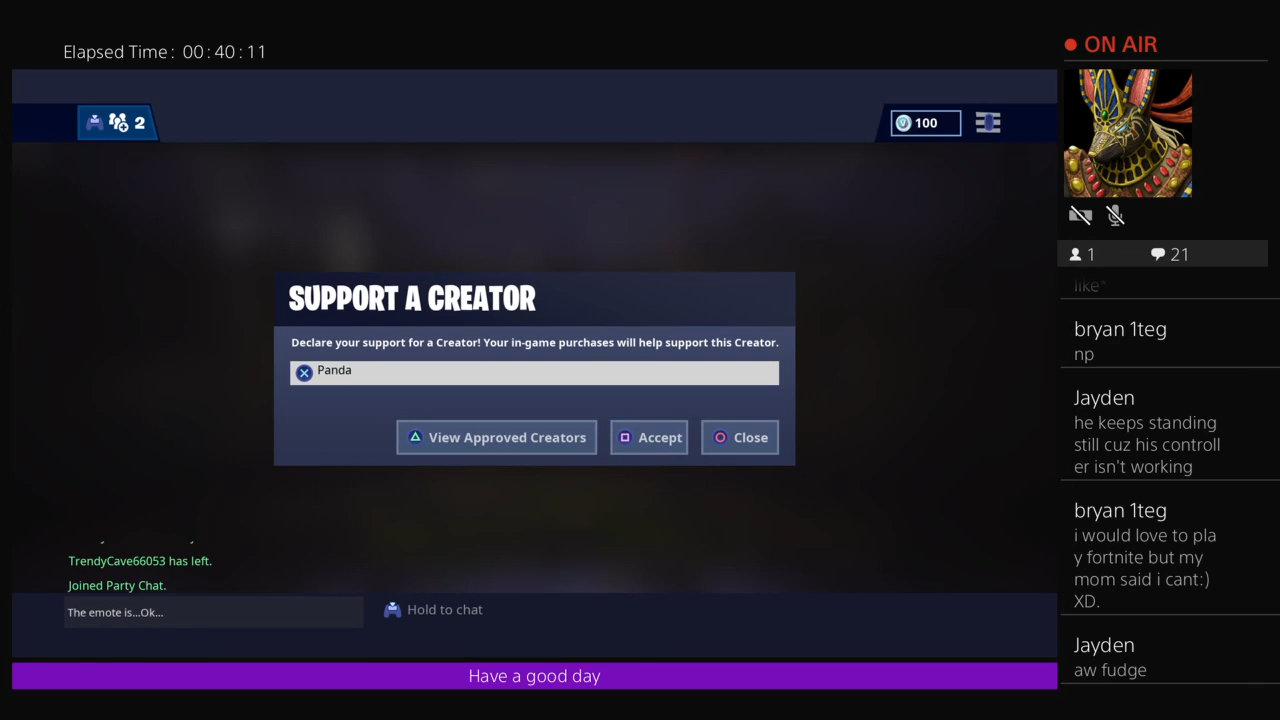 Elapsed Time: 00:40:11
ON AIR
2
100
1
21
like*
bryan 1teg
np
Jayden
he keeps standing
still cuz his controll
er isn't working
bryan 1teg
i would love to pla
y fortnite but my
mom said i cant:)
XD.
Jayden
aw fudge
SUPPORT A CREATOR
Declare your support for a Creator! Your in-game purchases will help support this Creator.
Panda
View Approved Creators
Accept
Close
TrendyCave66053 has left.
Joined Party Chat.
The emote is...Ok...
Hold to chat
Have a good day